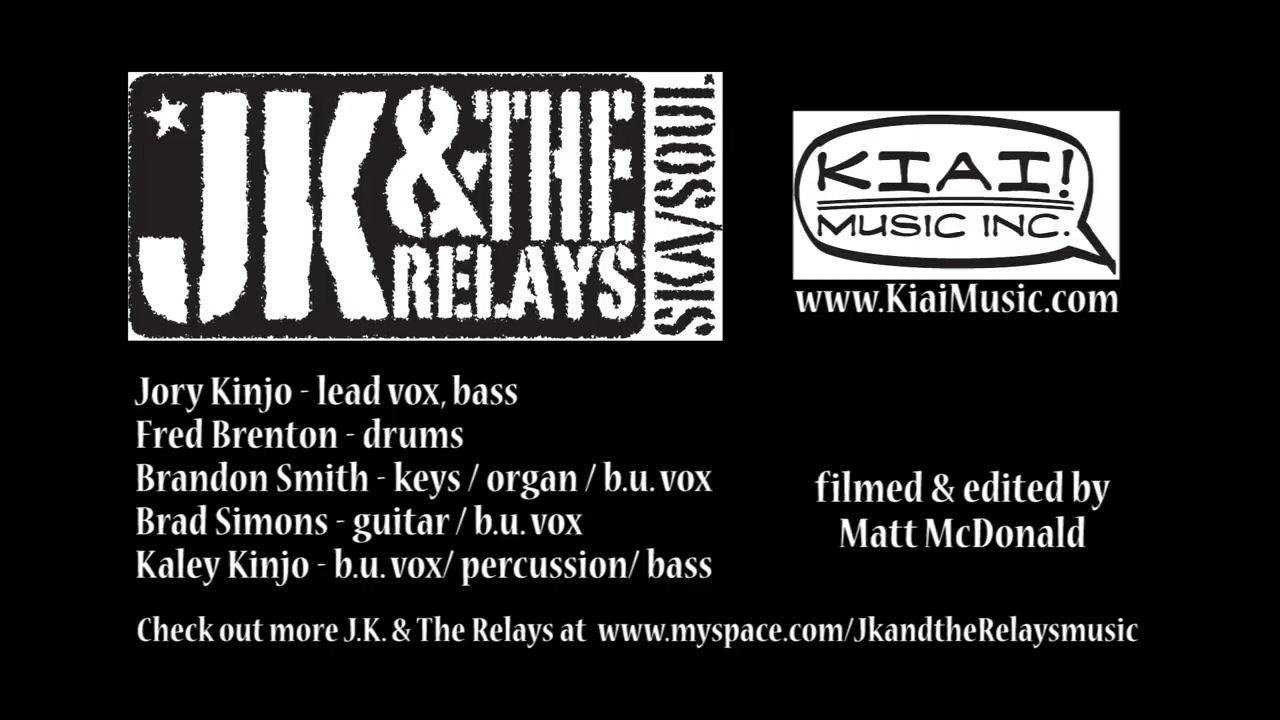 JK & THE
RELAYS
SKA/SOUL
KIAI!
MUSIC INC.
www.KiaiMusic.com
Jory Kinjo - lead vox, bass
Fred Brenton - drums
Brandon Smith - keys / organ / b.u. vox
Brad Simons - guitar / b.u. vox
Kaley Kinjo - b.u. vox/ percussion/ bass
filmed & edited by
Matt McDonald
Check out more J.K. & The Relays at www.myspace.com/JkandtheRelaysmusic